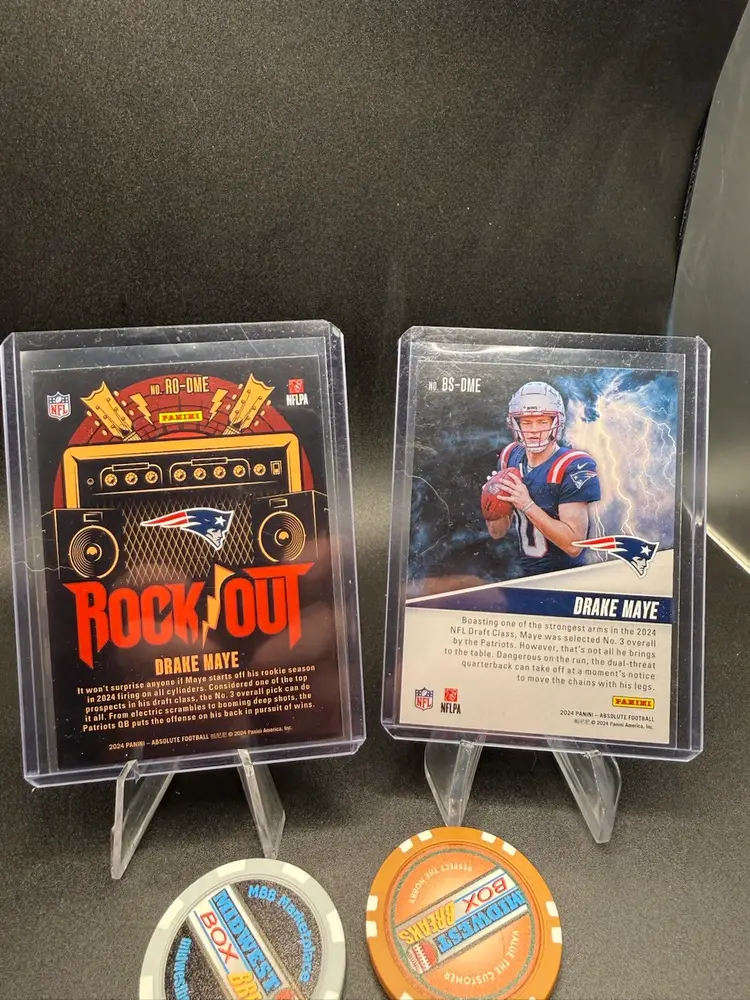 NO. RO-DME
NFL
PANINI
NFLPA
ROCK OUT
DRAKE MAYE
It won't surprise anyone if Maye starts off his rookie season
in 2024 firing on all cylinders. Considered one of the top
prospects in his draft class, the No. 3 overall pick can do
it all. From electric scrambles to booming deep shots, the
Patriots QB puts the offense on his back in pursuit of wins.
2024 PANINI – ABSOLUTE FOOTBALL © 2024 Panini America, Inc.
NO. BS-DME
DRAKE MAYE
Boasting one of the strongest arms in the 2024
NFL Draft Class, Maye was selected No. 3 overall
by the Patriots. However, that's not all he brings
to the table. Dangerous on the run, the dual-threat
quarterback can take off at a moment's notice
to move the chains with his legs.
NFL
NFLPA
PANINI
2024 PANINI – ABSOLUTE FOOTBALL
© 2024 Panini America, Inc.
MBB Marketplace
MIDWEST
BOX
RESPECT THE HOBBY
MIDWEST
BOX
BREAKS
VALUE THE CUSTOMER